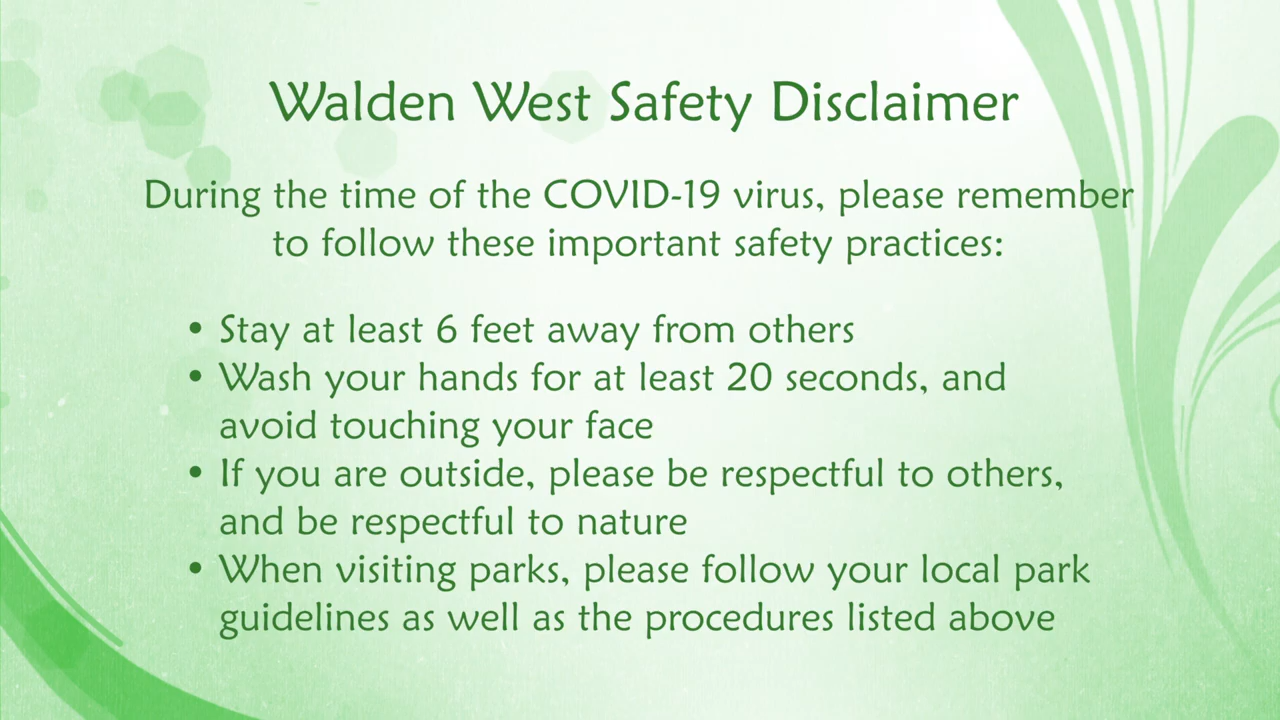 Walden West Safety Disclaimer
During the time of the COVID-19 virus, please remember
to follow these important safety practices:
• Stay at least 6 feet away from others
• Wash your hands for at least 20 seconds, and
avoid touching your face
• If you are outside, please be respectful to others,
and be respectful to nature
• When visiting parks, please follow your local park
guidelines as well as the procedures listed above